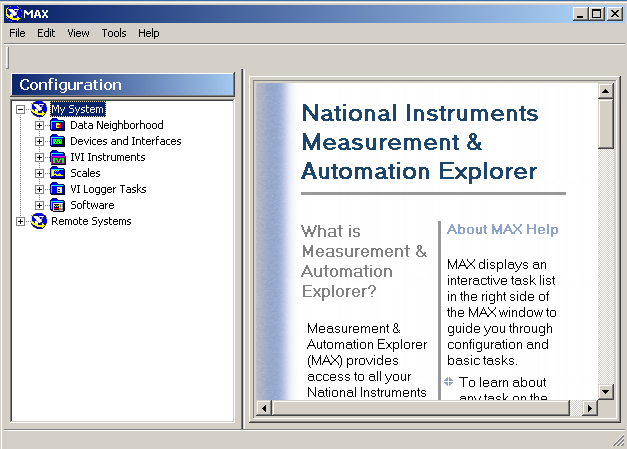 MAX
File Edit View Tools Help
Configuration
My System
Data Neighborhood
Devices and Interfaces
IVI Instruments
Scales
VI Logger Tasks
Software
Remote Systems
National Instruments
Measurement &
Automation Explorer
What is
Measurement &
Automation
Explorer?
Measurement &
Automation Explorer
(MAX) provides
access to all your
National Instruments
About MAX Help
MAX displays an
interactive task list
in the right side of
the MAX window to
guide you through
configuration and
basic tasks.
To learn about
any task on the